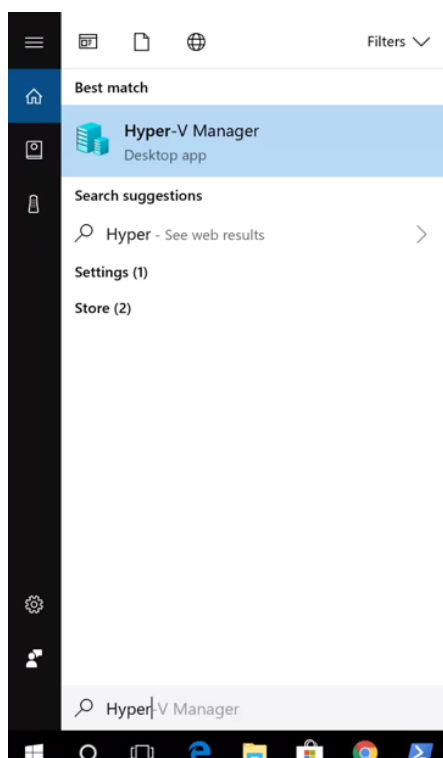 Filters
Best match
Hyper-V Manager
Desktop app
Search suggestions
Hyper - See web results
Settings (1)
Store (2)
Hyper-V Manager